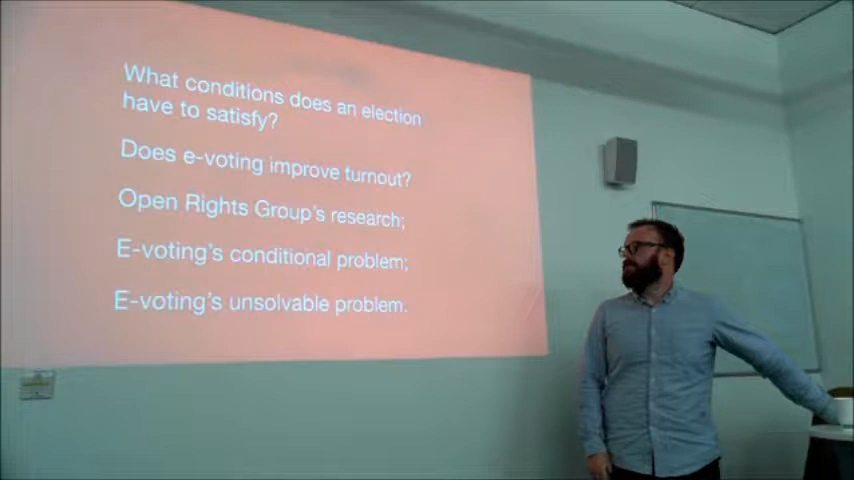 What conditions does an election
have to satisfy?
Does e-voting improve turnout?
Open Rights Group's research;
E-voting's conditional problem;
E-voting's unsolvable problem.